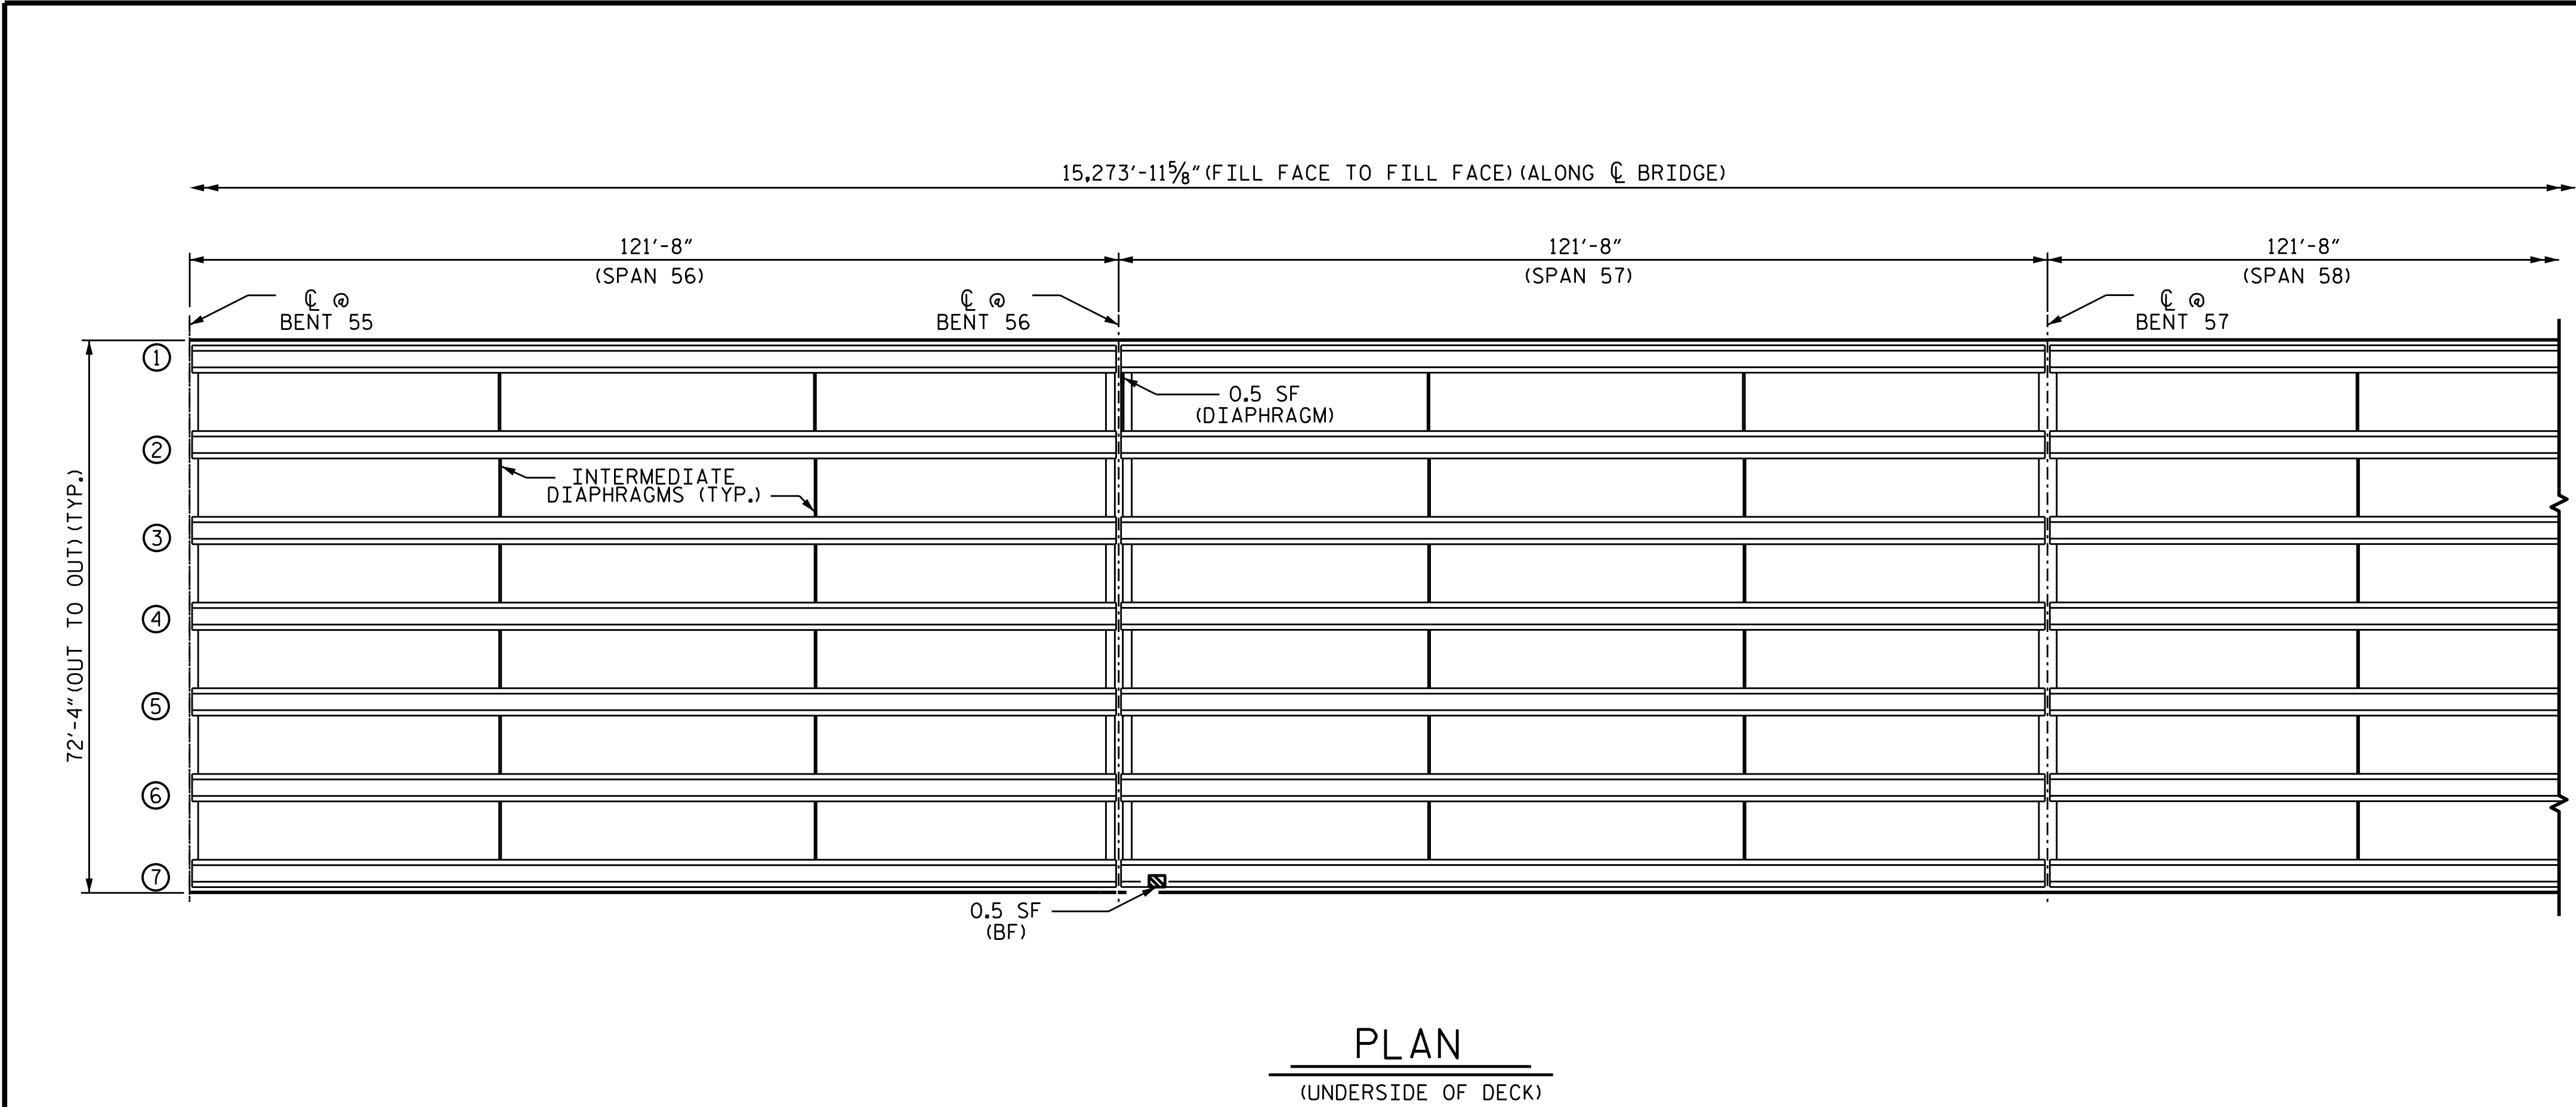 15,273'-11 5/8" (FILL FACE TO FILL FACE) (ALONG ℄ BRIDGE)
121'-8"
(SPAN 56)
121'-8"
(SPAN 57)
121'-8"
(SPAN 58)
℄ @
BENT 55
℄ @
BENT 56
℄ @
BENT 57
72'-4" (OUT TO OUT) (TYP.)
1
2
3
4
5
6
7
0.5 SF
(DIAPHRAGM)
INTERMEDIATE
DIAPHRAGMS (TYP.)
0.5 SF
(BF)
PLAN
(UNDERSIDE OF DECK)